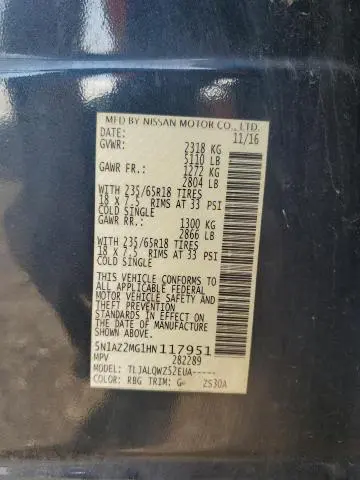 MFD BY NISSAN MOTOR CO., LTD.
DATE: 11/16
GVWR: 2318 KG
5110 LB
GAWR FR.: 1272 KG
2804 LB
WITH 235/65R18 TIRES
18 X 7.5 RIMS AT 33 PSI
COLD SINGLE
GAWR RR.: 1300 KG
2866 LB
WITH 235/65R18 TIRES
18 X 7.5 RIMS AT 33 PSI
COLD SINGLE
THIS VEHICLE CONFORMS TO
ALL APPLICABLE FEDERAL
MOTOR VEHICLE SAFETY AND
THEFT PREVENTION
STANDARDS IN EFFECT ON
THE DATE OF MANUFACTURE
SHOWN ABOVE.
5N1AZ2MG1HN117951
MPV 282289
MODEL: TLJALQWZ52EUA-----
COLOR: RBG TRIM: G- ZS30A